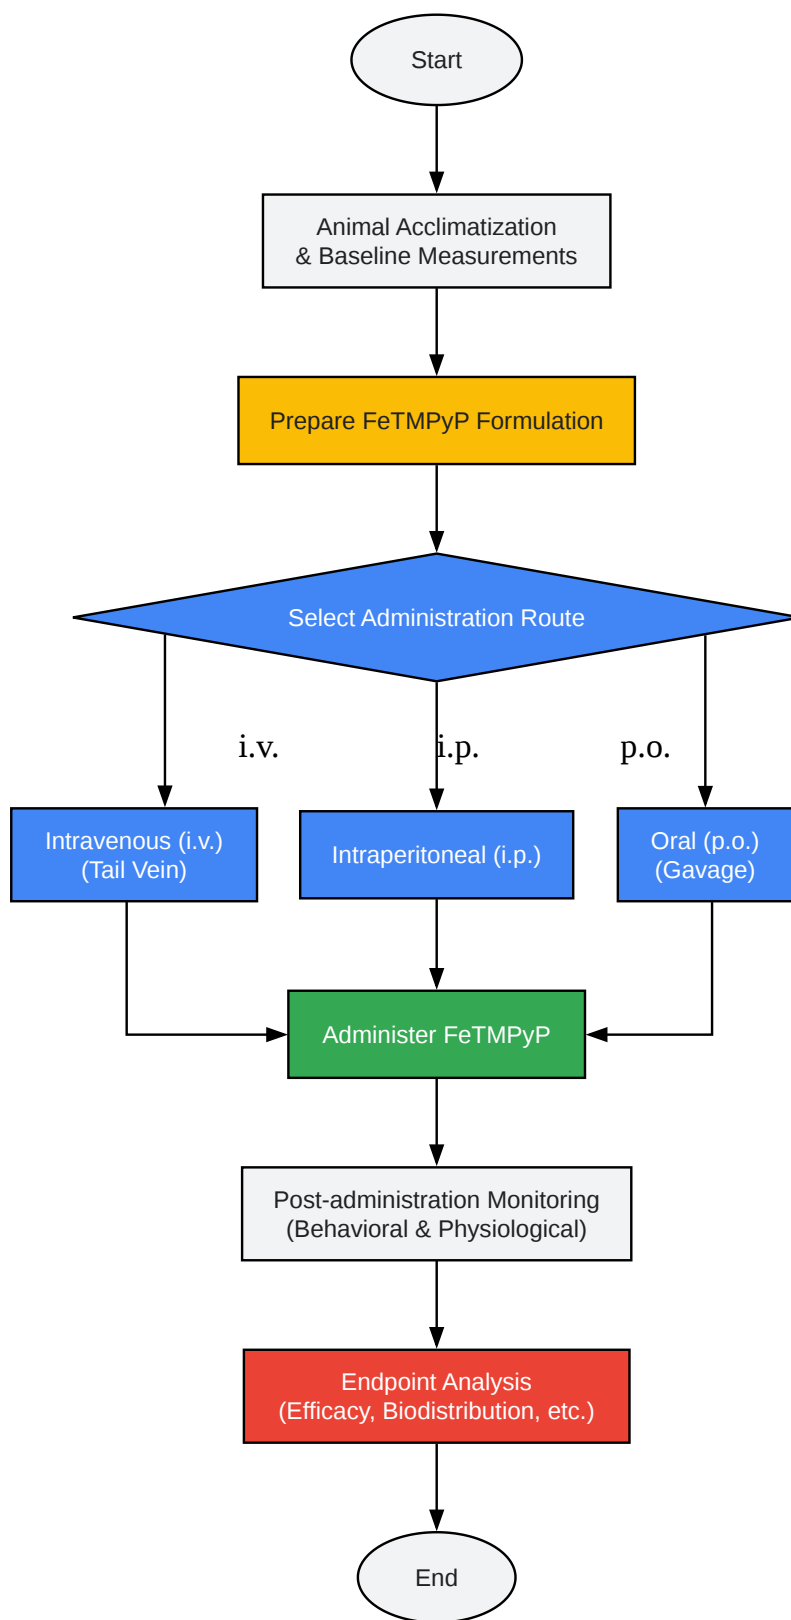 Start
Animal Acclimatization
& Baseline Measurements
Prepare FeTMPyP Formulation
Select Administration Route
i.v.
i.p.
p.o.
Intravenous (i.v.)
(Tail Vein)
Intraperitoneal (i.p.)
Oral (p.o.)
(Gavage)
Administer FeTMPyP
Post-administration Monitoring
(Behavioral & Physiological)
Endpoint Analysis
(Efficacy, Biodistribution, etc.)
End